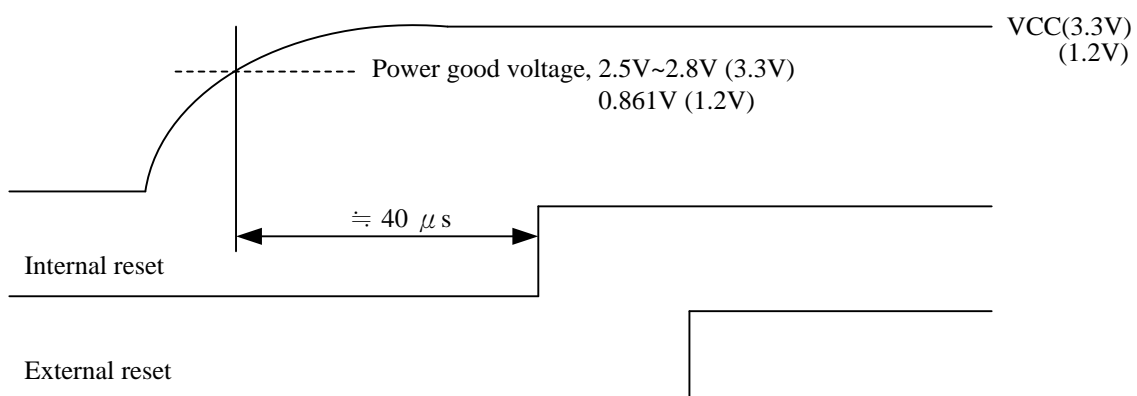 VCC(3.3V)
(1.2V)
Power good voltage, 2.5V~2.8V (3.3V)
0.861V (1.2V)
≒ 40 μs
Internal reset
External reset